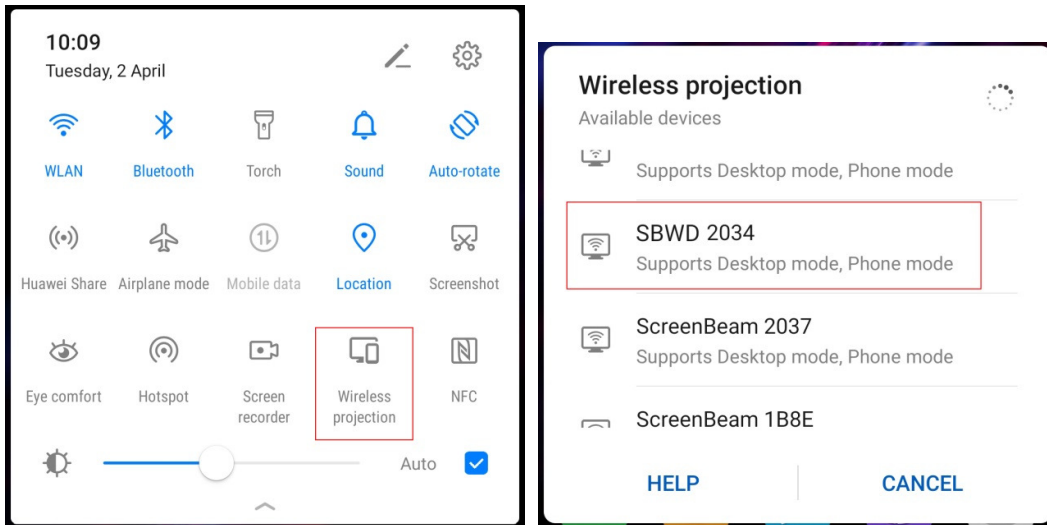 10:09
Tuesday, 2 April
WLAN
Bluetooth
Torch
Sound
Auto-rotate
Huawei Share
Airplane mode
Mobile data
Location
Screenshot
Eye comfort
Hotspot
Screen
recorder
Wireless
projection
NFC
Auto
Wireless projection
Available devices
Supports Desktop mode, Phone mode
SBWD 2034
Supports Desktop mode, Phone mode
ScreenBeam 2037
Supports Desktop mode, Phone mode
ScreenBeam 1B8E
HELP
CANCEL